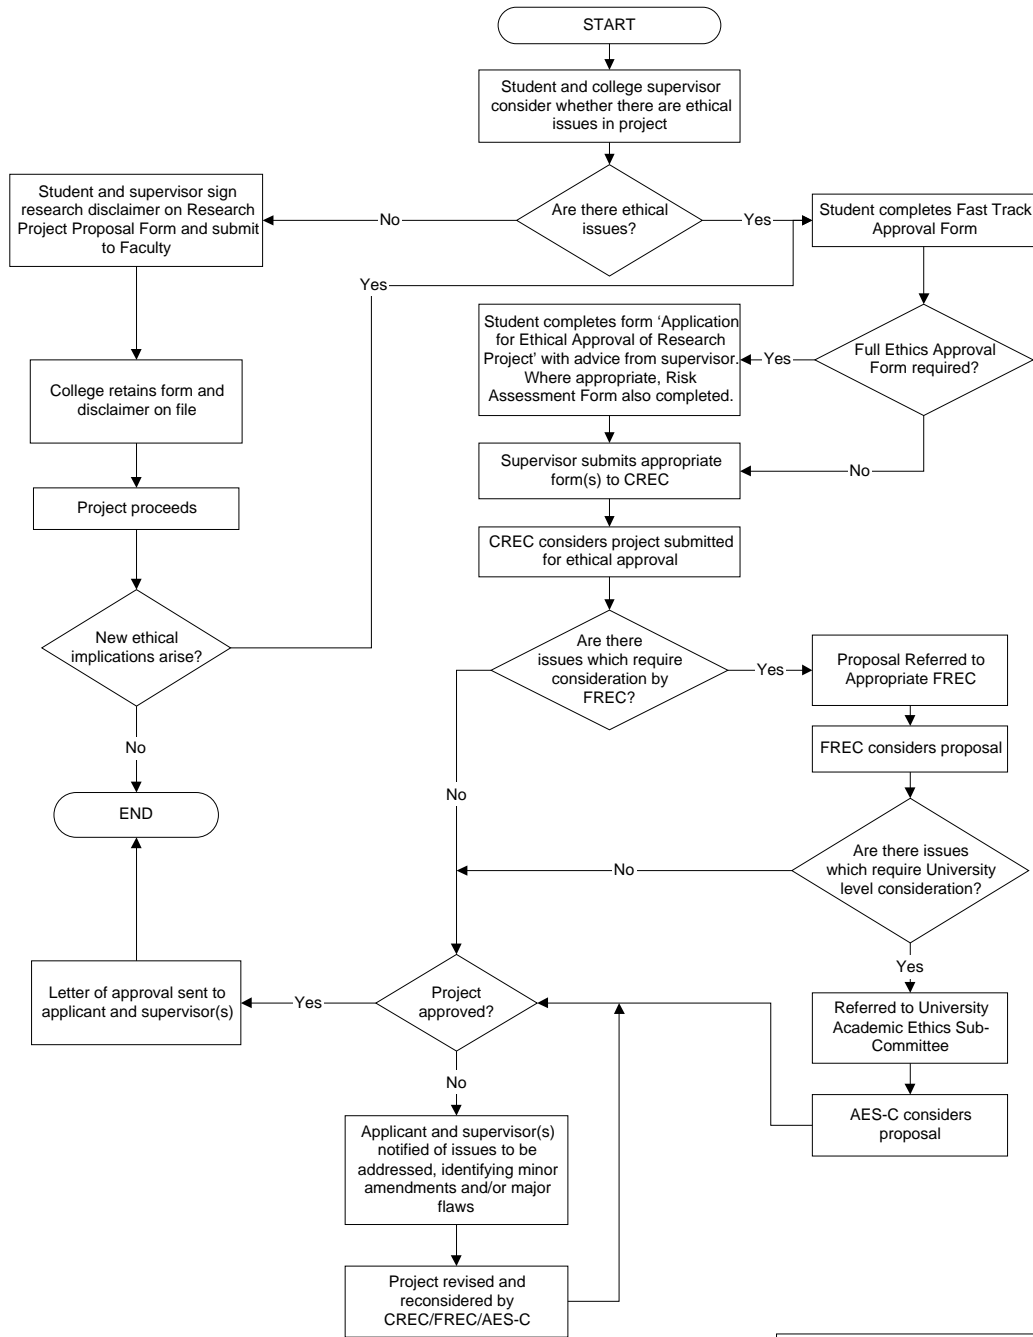 START
Student and college supervisor
consider whether there are ethical
issues in project
Are there ethical
issues?
No
Yes
Student and supervisor sign
research disclaimer on Research
Project Proposal Form and submit
to Faculty
Student completes Fast Track
Approval Form
Yes
College retains form and
disclaimer on file
Student completes form ‘Application
for Ethical Approval of Research
Project’ with advice from supervisor.
Where appropriate, Risk
Assessment Form also completed.
Yes
Full Ethics Approval
Form required?
No
Supervisor submits appropriate
form(s) to CREC
Project proceeds
CREC considers project submitted
for ethical approval
New ethical
implications arise?
No
Are there
issues which require
consideration by
FREC?
Yes
Proposal Referred to
Appropriate FREC
FREC considers proposal
No
END
Are there issues
which require University
level consideration?
No
Yes
Letter of approval sent to
applicant and supervisor(s)
Yes
Project
approved?
No
Referred to University
Academic Ethics Sub-
Committee
AES-C considers
proposal
Applicant and supervisor(s)
notified of issues to be
addressed, identifying minor
amendments and/or major
flaws
Project revised and
reconsidered by
CREC/FREC/AES-C